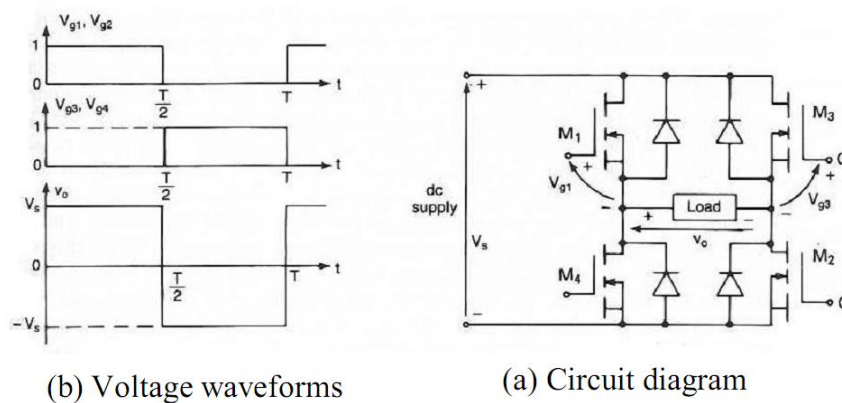 Vg1, Vg2
1
0
T/2
T
t
Vg3, Vg4
1
0
T/2
T
t
vo
Vs
0
T/2
T
t
-Vs
(b) Voltage waveforms
+
M1
M3
+
Vg1
-
G
+
Vg3
-
dc
supply
Vs
+
Load
-
vo
M4
M2
G
-
(a) Circuit diagram